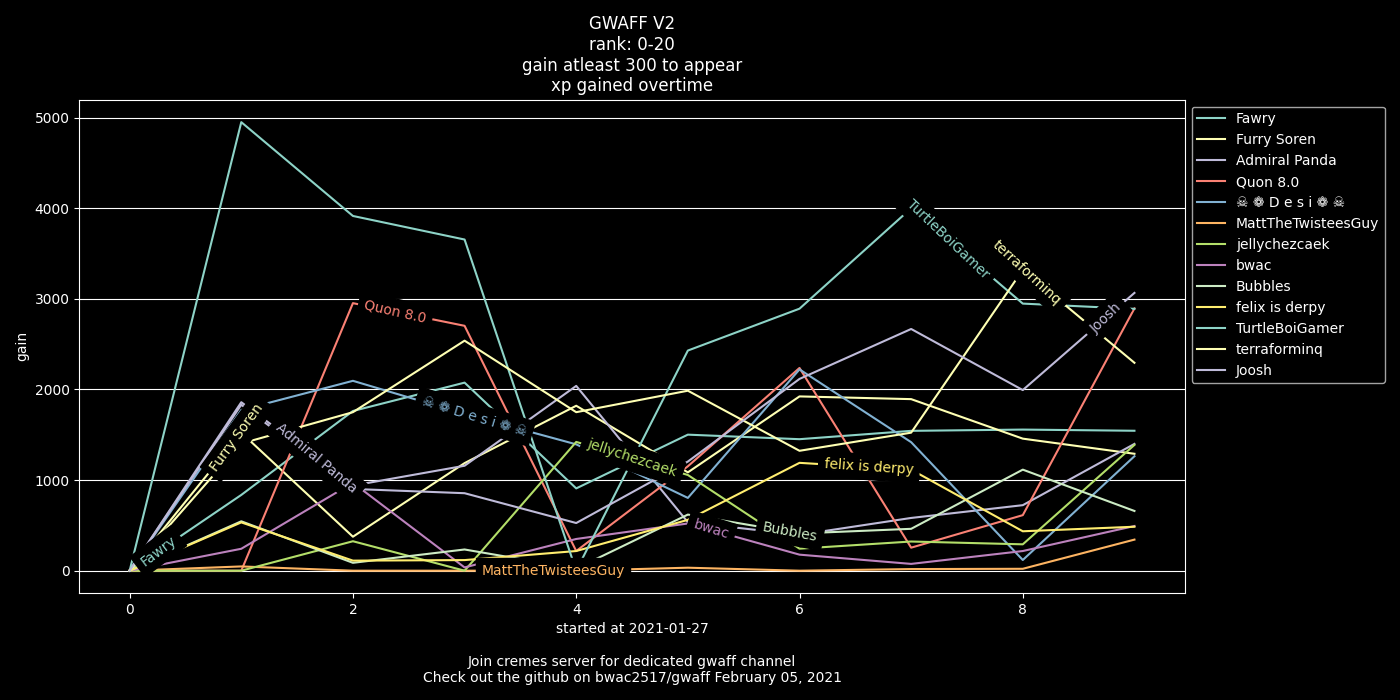 GWAFF V2
rank: 0-20
gain atleast 300 to appear
xp gained overtime
5000
4000
3000
2000
1000
0
gain
Fawry
Furry Soren
Admiral Panda
Quon 8.0
☠ ❁ D e s i ❁ ☠
MattTheTwisteesGuy
jellychezcaek
bwac
Bubbles
felix is derpy
TurtleBoiGamer
terraforminq
Joosh
Fawry
Furry Soren
Admiral Panda
Quon 8.0
☠ ❁ D e s i ❁ ☠
MattTheTwisteesGuy
jellychezcaek
bwac
Bubbles
felix is derpy
TurtleBoiGamer
terraforminq
Joosh
0 2 4 6 8
started at 2021-01-27
Join cremes server for dedicated gwaff channel
Check out the github on bwac2517/gwaff February 05, 2021